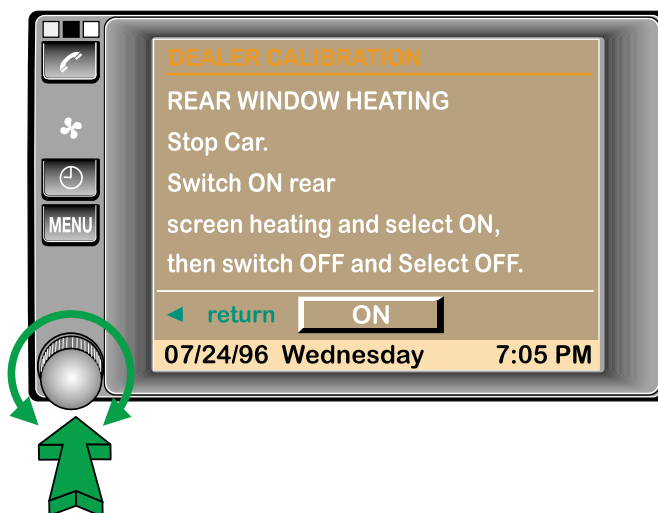 DEALER CALIBRATION
REAR WINDOW HEATING
Stop Car.
Switch ON rear
MENU
screen heating and select ON,
then switch OFF and Select OFF.
◄ return ON
07/24/96 Wednesday 7:05 PM